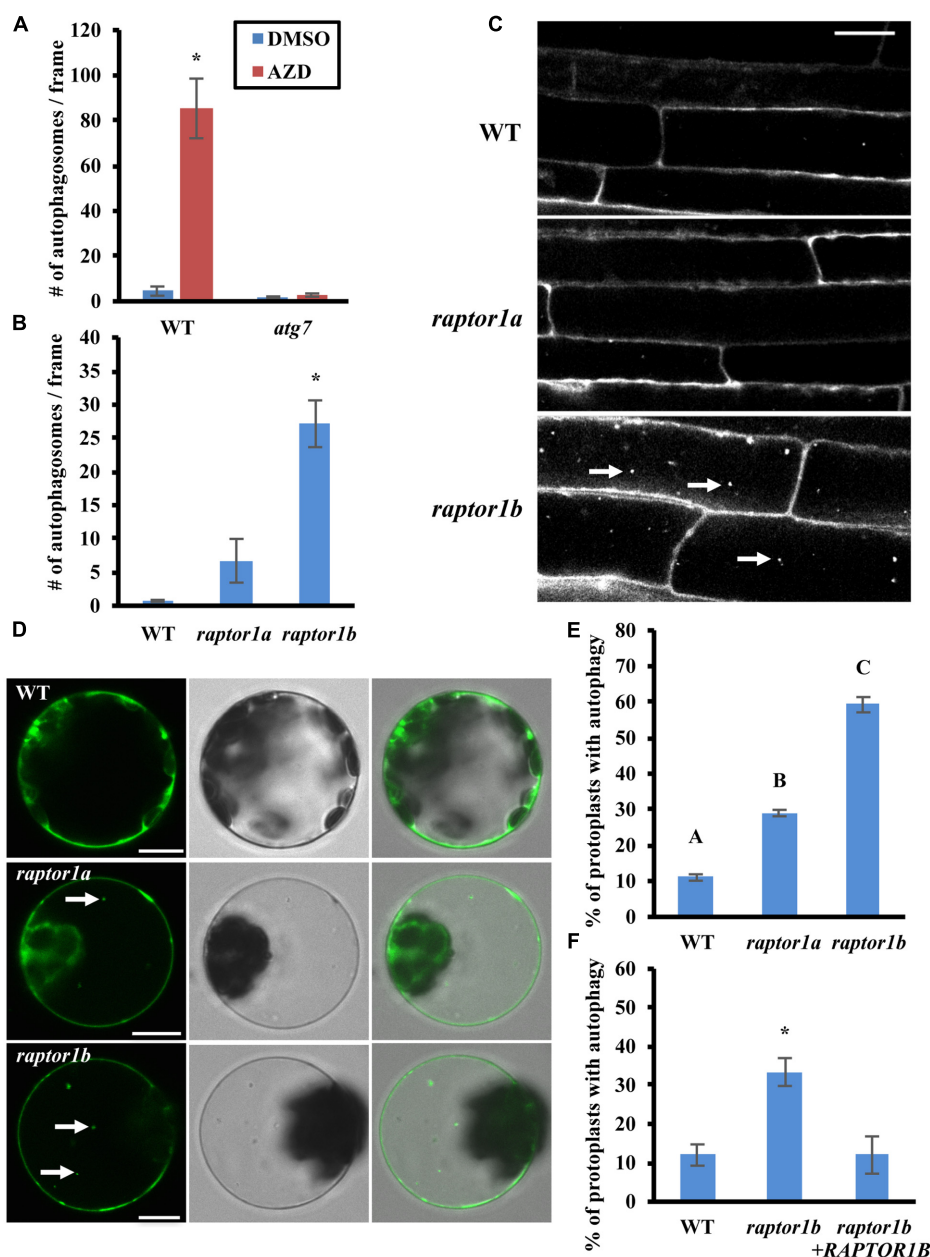 A
# of autophagosomes / frame
120
100
80
60
40
20
0
DMSO
AZD
*
WT
atg7
B
# of autophagosomes / frame
40
35
30
25
20
15
10
5
0
*
WT
raptor1a
raptor1b
C
WT
raptor1a
raptor1b
D
WT
raptor1a
raptor1b
E
% of protoplasts with autophagy
80
70
60
50
40
30
20
10
0
A
B
C
WT
raptor1a
raptor1b
F
% of protoplasts with autophagy
60
50
40
30
20
10
0
*
WT
raptor1b
raptor1b
+RAPTOR1B